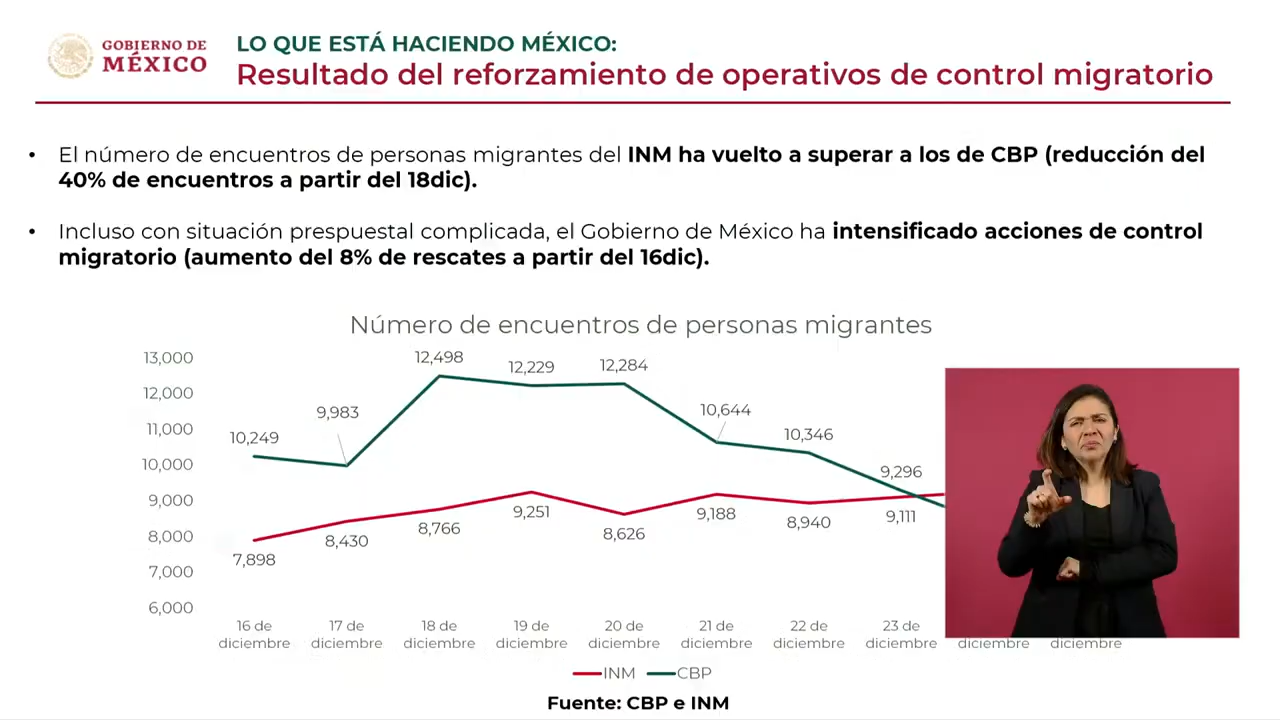 GOBIERNO DE
MÉXICO
LO QUE ESTÁ HACIENDO MÉXICO:
Resultado del reforzamiento de operativos de control migratorio
• El número de encuentros de personas migrantes del INM ha vuelto a superar a los de CBP (reducción del
40% de encuentros a partir del 18dic).
• Incluso con situación prespuestal complicada, el Gobierno de México ha intensificado acciones de control
migratorio (aumento del 8% de rescates a partir del 16dic).
Número de encuentros de personas migrantes
13,000
12,000
11,000
10,000
9,000
8,000
7,000
6,000
10,249
9,983
12,498
12,229
12,284
10,644
10,346
9,296
7,898
8,430
8,766
9,251
8,626
9,188
8,940
9,111
16 de
diciembre
17 de
diciembre
18 de
diciembre
19 de
diciembre
20 de
diciembre
21 de
diciembre
22 de
diciembre
23 de
diciembre
diciembre
diciembre
INM
CBP
Fuente: CBP e INM